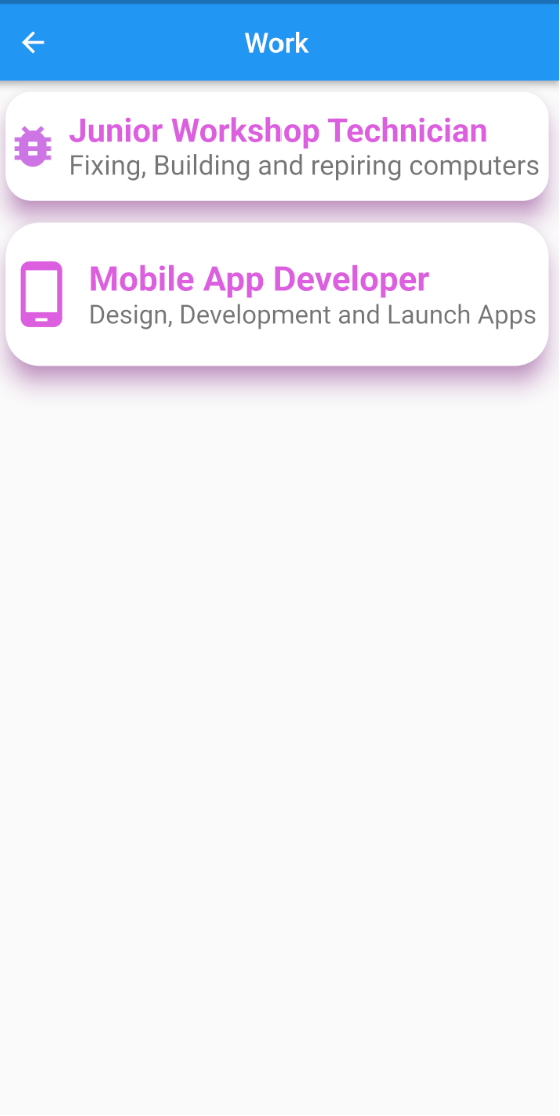 Work
Junior Workshop Technician
Fixing, Building and repiring computers
Mobile App Developer
Design, Development and Launch Apps